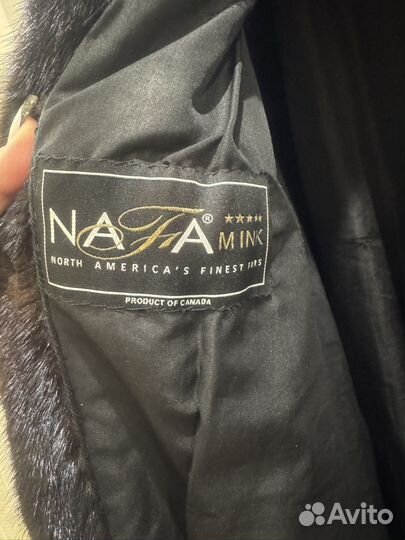 NAFA® ★★★★★ MINK
NORTH AMERICA'S FINEST FURS
PRODUCT OF CANADA
Avito